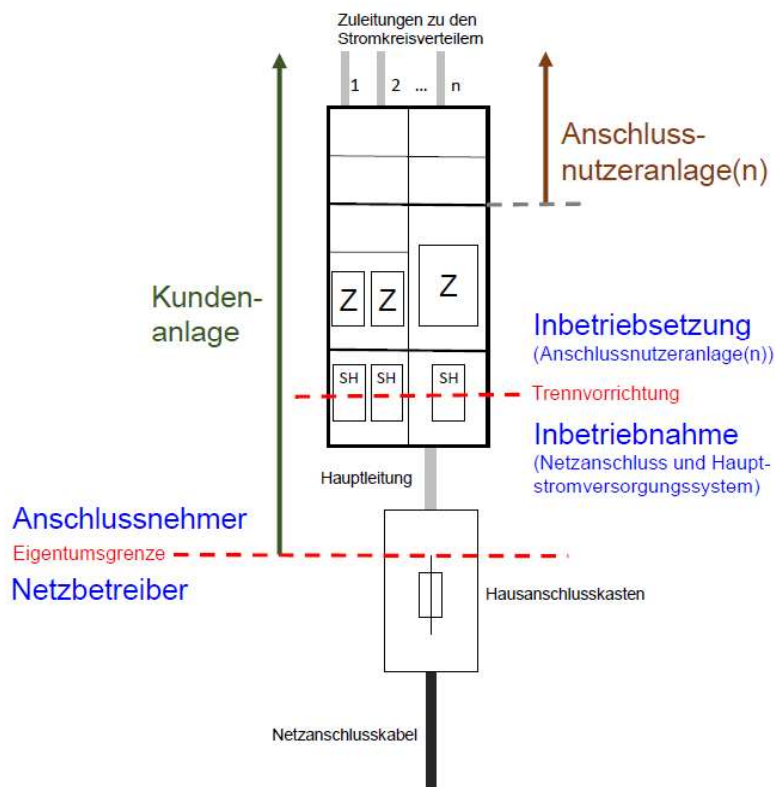 Zuleitungen zu den
Stromkreisverteilern
1 2 ... n
Anschluss-
nutzeranlage(n)
Z Z Z
Kunden-
anlage
Inbetriebsetzung
(Anschlussnutzeranlage(n))
SH SH SH
Trennvorrichtung
Inbetriebnahme
(Netzanschluss und Haupt-
stromversorgungssystem)
Hauptleitung
Anschlussnehmer
Eigentumsgrenze
Netzbetreiber
Hausanschlusskasten
Netzanschlusskabel